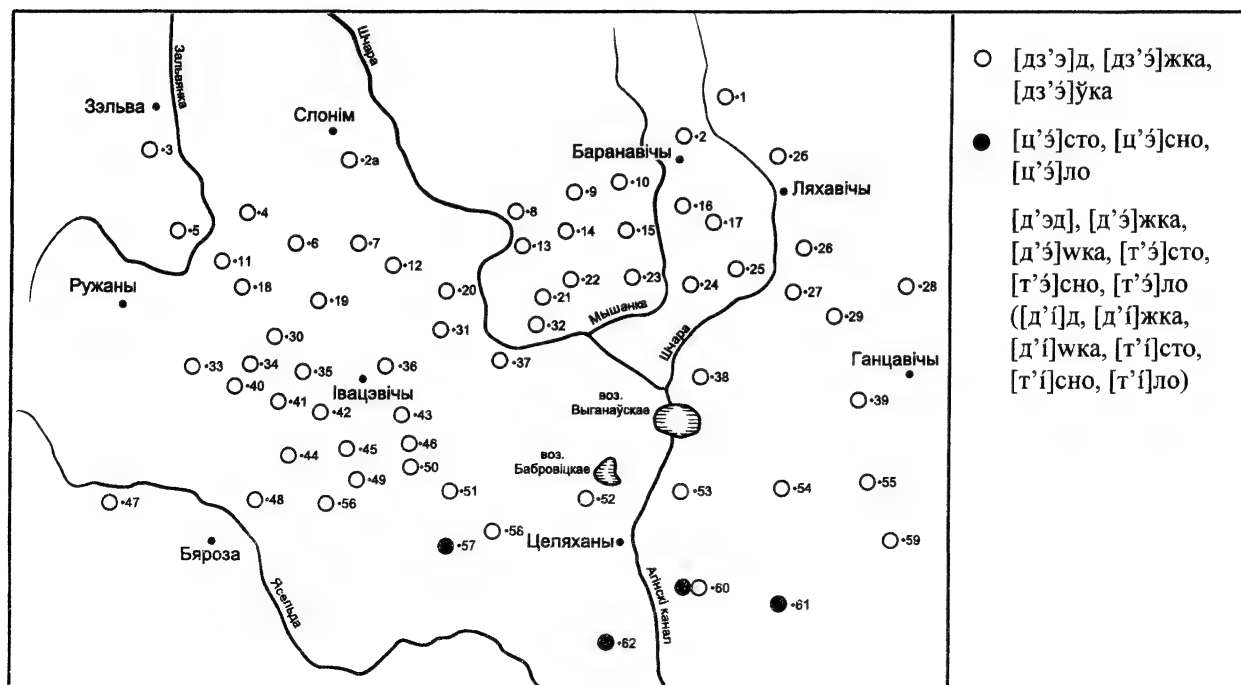 Зальвянка
Шчара
Зэльва
Слонім
Баранавічы
Ляхавічы
Ружаны
Мышанка
Шчара
Ганцавічы
Івацэвічы
воз.
Выганаўскае
воз.
Бабровіцкае
Целяханы
Бяроза
Ясельда
Агінскі канал
•1
•2
•2а
•2б
•3
•4
•5
•6
•7
•8
•9
•10
•11
•12
•13
•14
•15
•16
•17
•18
•19
•20
•21
•22
•23
•24
•25
•26
•27
•28
•29
•30
•31
•32
•33
•34
•35
•36
•37
•38
•39
•40
•41
•42
•43
•44
•45
•46
•47
•48
•49
•50
•51
•52
•53
•54
•55
•56
•57
•58
•59
•60
•61
•62
[дз’э]д, [дз’э́]жка,
[дз’э́]ўка
[ц’э́]сто, [ц’э́]сно,
[ц’э́]ло
[д’эд], [д’э́]жка,
[д’э́]wка, [т’э́]сто,
[т’э́]сно, [т’э́]ло
([д’і́]д, [д’і́]жка,
[д’і́]wка, [т’і́]сто,
[т’і́]сно, [т’і́]ло)